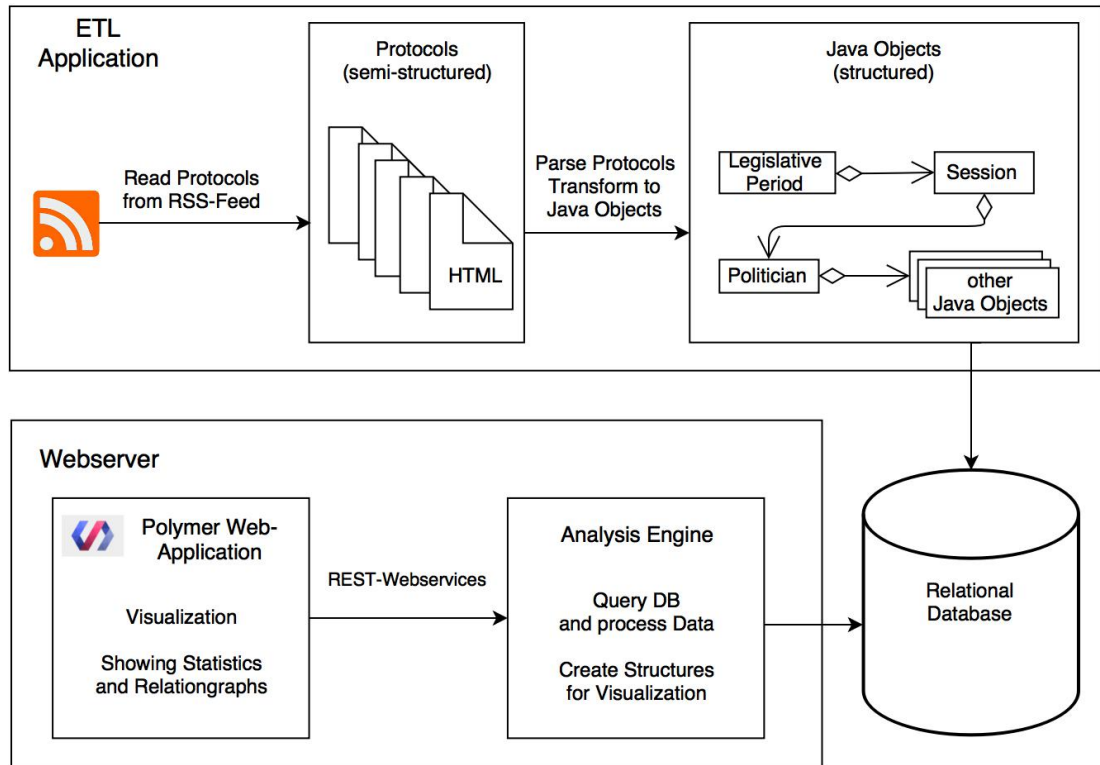 ETL
Application
Protocols
(semi-structured)
Java Objects
(structured)
Read Protocols
from RSS-Feed
HTML
Parse Protocols
Transform to
Java Objects
Legislative
Period
Session
Politician
other
Java Objects
Webserver
Polymer Web-
Application
Visualization
Showing Statistics
and Relationgraphs
REST-Webservices
Analysis Engine
Query DB
and process Data
Create Structures
for Visualization
Relational
Database